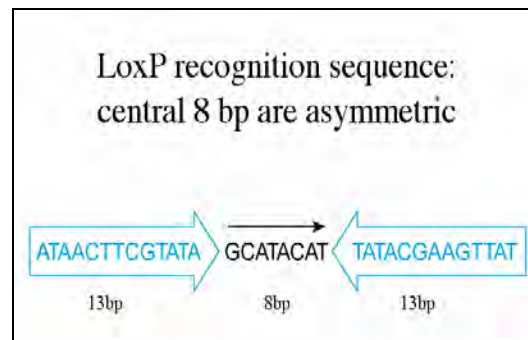 LoxP recognition sequence:
central 8 bp are asymmetric
ATAACTTCGTATA GCATACAT TATACGAAGTTAT
13bp 8bp 13bp